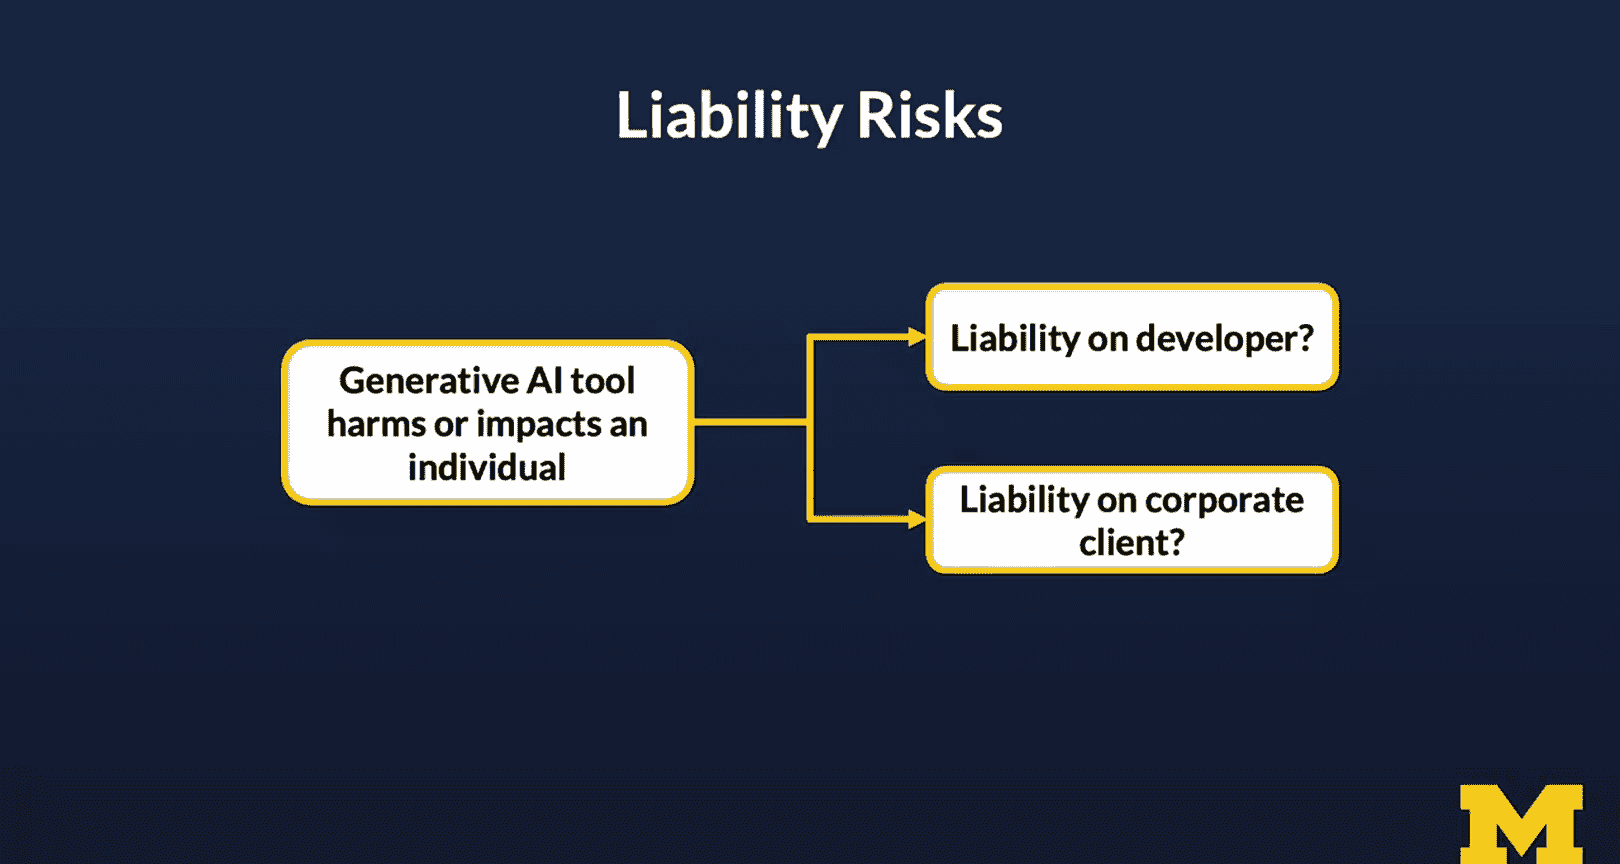 Liability Risks
Generative AI tool
harms or impacts an
individual
Liability on developer?
Liability on corporate
client?
M